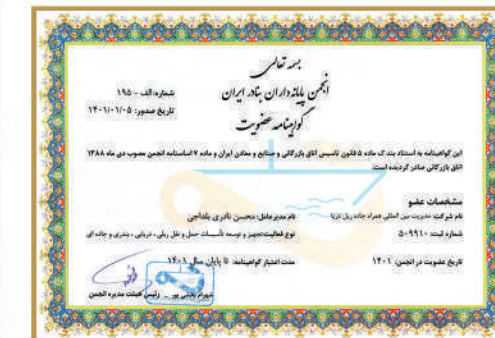 بسمه تعالی
انجمن پایانه داران بنادر ایران
شماره: الف - ۱۹۵
گواهینامه عضویت
تاریخ صدور: ۱۴۰۱/۰۱/۰۵
این گواهینامه به استناد بند ک ماده ۵ قانون تاسیس اتاق بازرگانی و صنایع و معادن ایران و ماده ۷ اساسنامه انجمن مصوب دی ماه ۱۳۸۸
اتاق بازرگانی صادر گردیده است.
مشخصات عضو
نام شرکت: مدیریت بین المللی همراه جاده ریل دریا
نام مدیرعامل: محسن نادری بلداجی
شماره ثبت: ۵۰۹۹۱۰
نوع فعالیت: تجهیز و توسعه تأسیسات حمل و نقل ریلی، دریایی، بندری و جاده ای
تاریخ عضویت در انجمن: ۱۴۰۱
مدت اعتبار گواهینامه: تا پایان سال ۱۴۰۱
رئیس هیئت مدیره انجمن